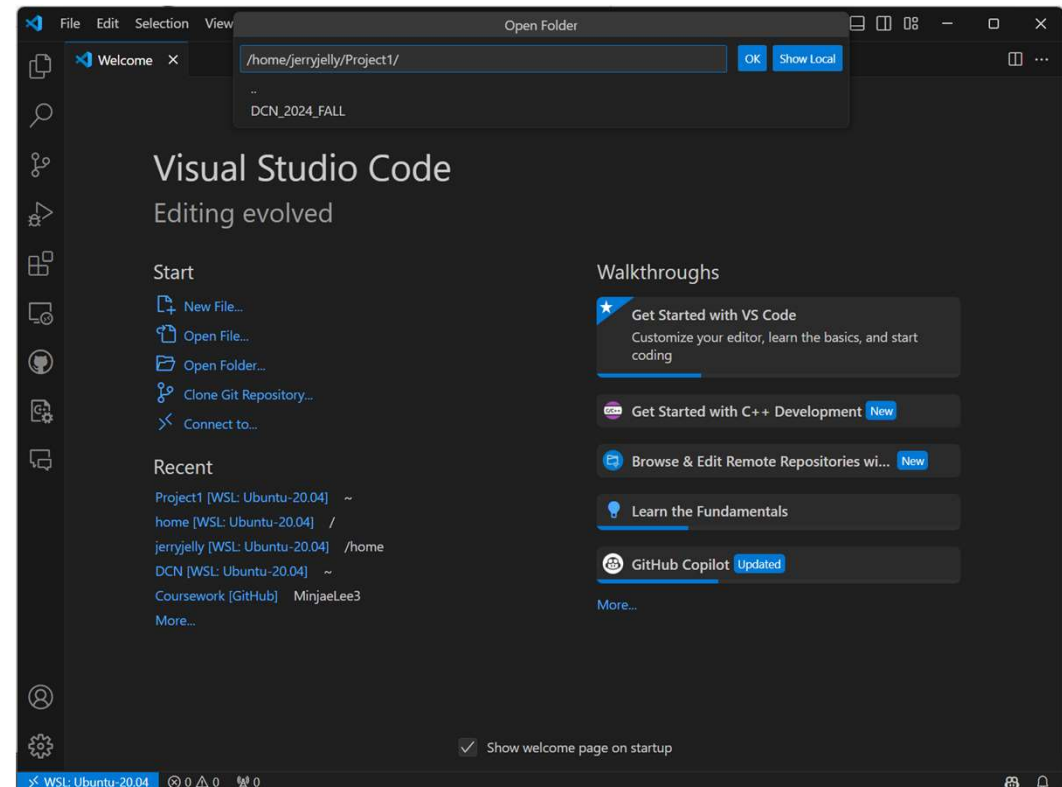 File Edit Selection View
Open Folder
Welcome
/home/jerryjelly/Project1/
OK
Show Local
..
DCN_2024_FALL
Visual Studio Code
Editing evolved
Start
New File...
Open File...
Open Folder...
Clone Git Repository...
Connect to...
Recent
Project1 [WSL: Ubuntu-20.04] ~
home [WSL: Ubuntu-20.04] /
jerryjelly [WSL: Ubuntu-20.04] /home
DCN [WSL: Ubuntu-20.04] ~
Coursework [GitHub] MinjaeLee3
More...
Walkthroughs
Get Started with VS Code
Customize your editor, learn the basics, and start
coding
Get Started with C++ Development New
Browse & Edit Remote Repositories wi... New
Learn the Fundamentals
GitHub Copilot Updated
More...
Show welcome page on startup
WSL: Ubuntu-20.04 0 0 0